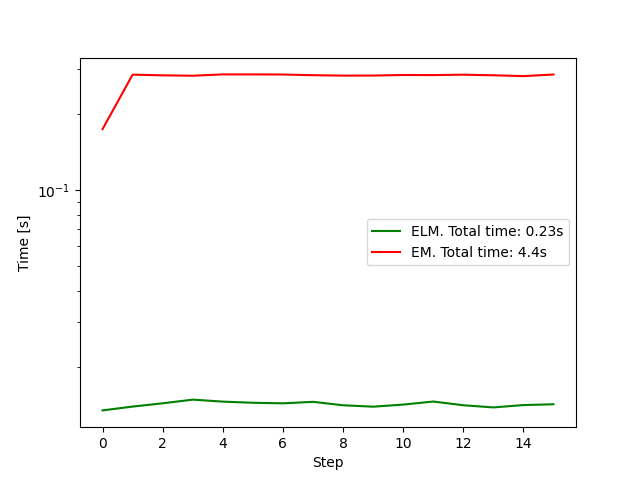 Time [s]
10⁻¹
ELM. Total time: 0.23s
EM. Total time: 4.4s
0 2 4 6 8 10 12 14
Step